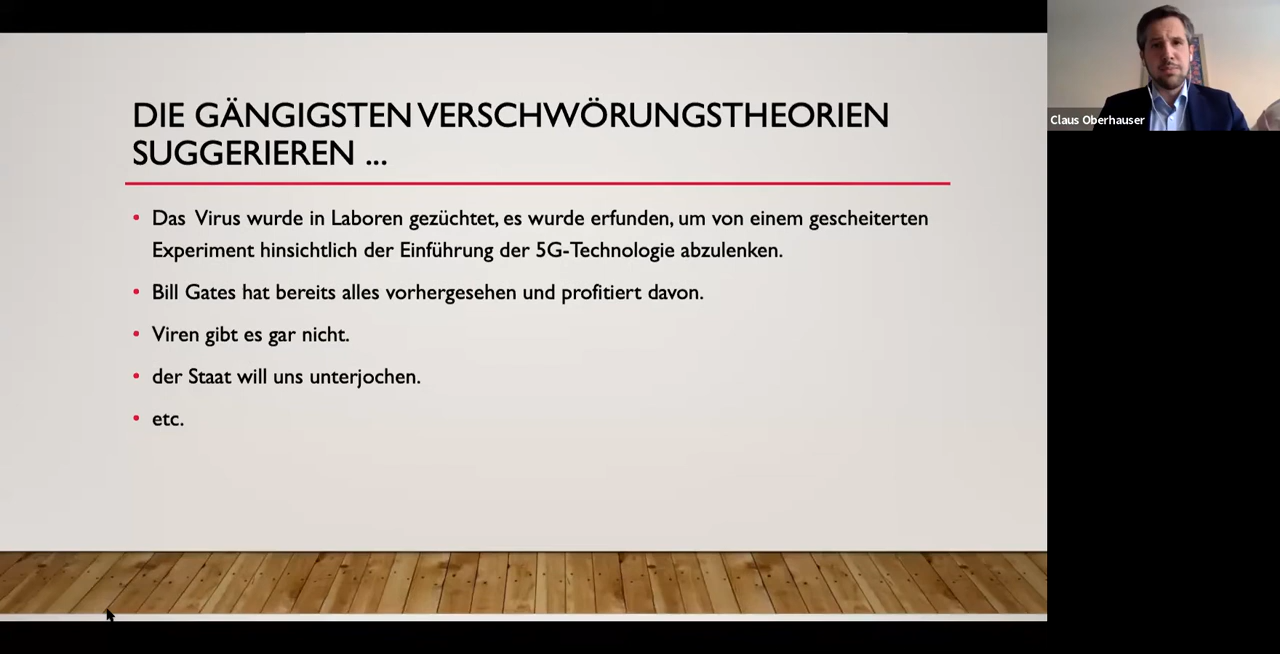 DIE GÄNGIGSTEN VERSCHWÖRUNGSTHEORIEN
SUGGERIEREN ...
• Das Virus wurde in Laboren gezüchtet, es wurde erfunden, um von einem gescheiterten
Experiment hinsichtlich der Einführung der 5G-Technologie abzulenken.
• Bill Gates hat bereits alles vorhergesehen und profitiert davon.
• Viren gibt es gar nicht.
• der Staat will uns unterjochen.
• etc.
Claus Oberhauser